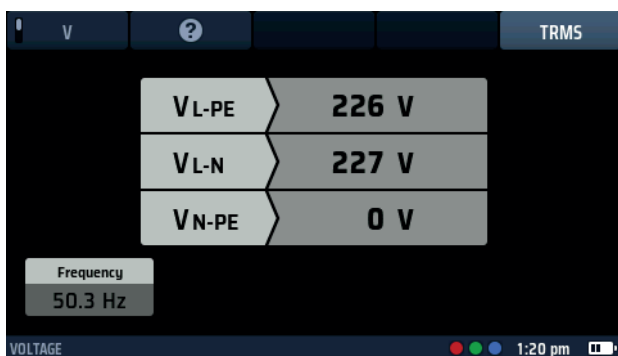 V ? TRMS
VL-PE 226 V
VL-N 227 V
VN-PE 0 V
Frequency
50.3 Hz
VOLTAGE 1:20 pm